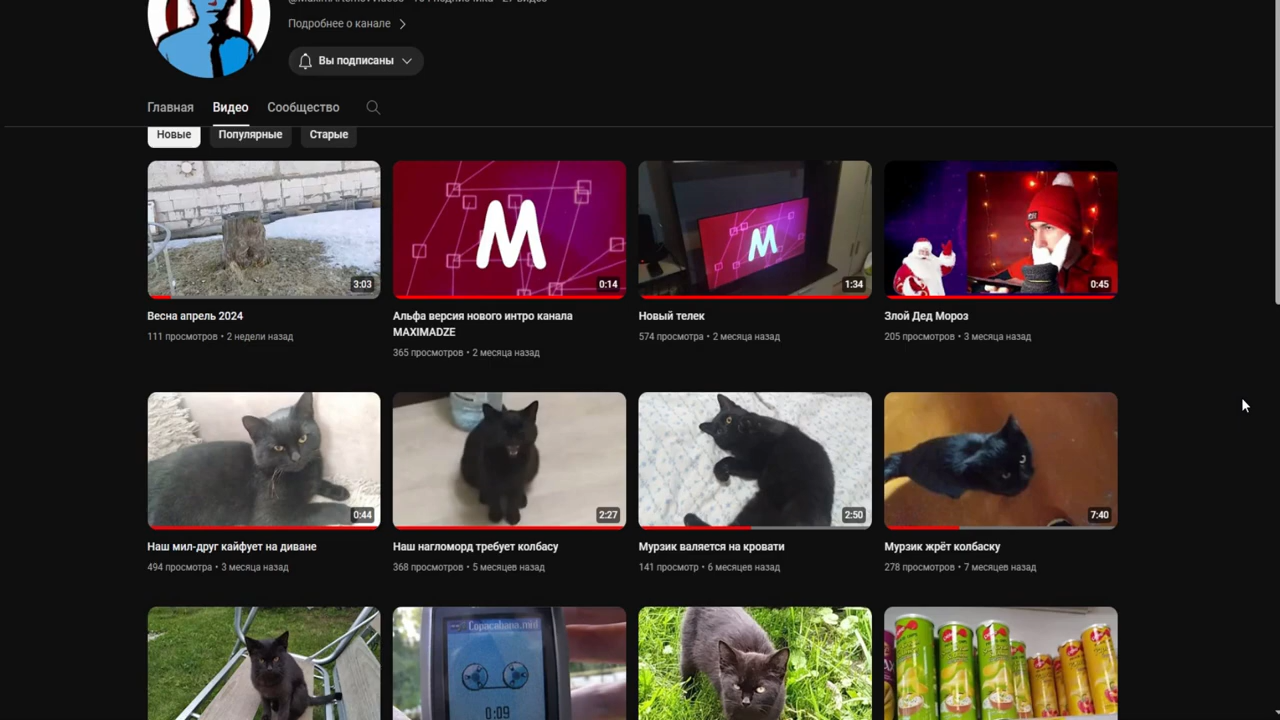 Подробнее о канале
Вы подписаны
Главная Видео Сообщество
Новые Популярные Старые
M
M
3:03 0:14 1:34 0:45
Весна апрель 2024
111 просмотров • 2 недели назад
Альфа версия нового интро канала
MAXIMADZE
365 просмотров • 2 месяца назад
Новый телек
574 просмотра • 2 месяца назад
Злой Дед Мороз
205 просмотров • 3 месяца назад
0:44 2:27 2:50 7:40
Наш мил-друг кайфует на диване
494 просмотра • 3 месяца назад
Наш нагломорд требует колбасу
368 просмотров • 5 месяцев назад
Мурзик валяется на кровати
141 просмотр • 6 месяцев назад
Мурзик жрёт колбаску
278 просмотров • 7 месяцев назад
0:09